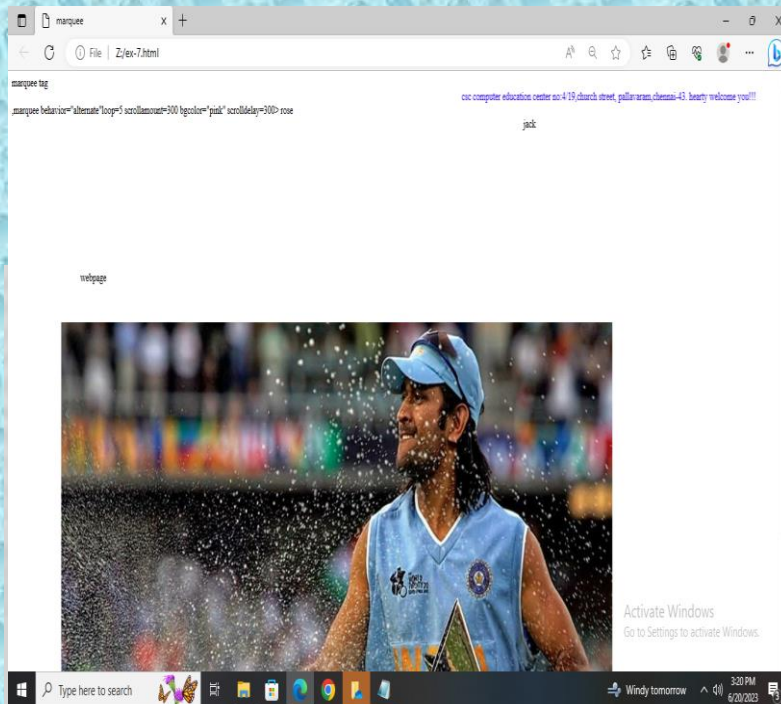 marquee
File
Z:/ex-7.html
marquee tag
csc computer education center no:4/19,church street, pallavaram,chennai-43. hearty welcome you!!!
,marquee behavior="alternate"loop=5 scrollamount=300 bgcolor="pink" scrolldelay=300> rose
jack
webpage
INDIA
Activate Windows
Go to Settings to activate Windows.
Type here to search
Windy tomorrow
3:20 PM
6/20/2023